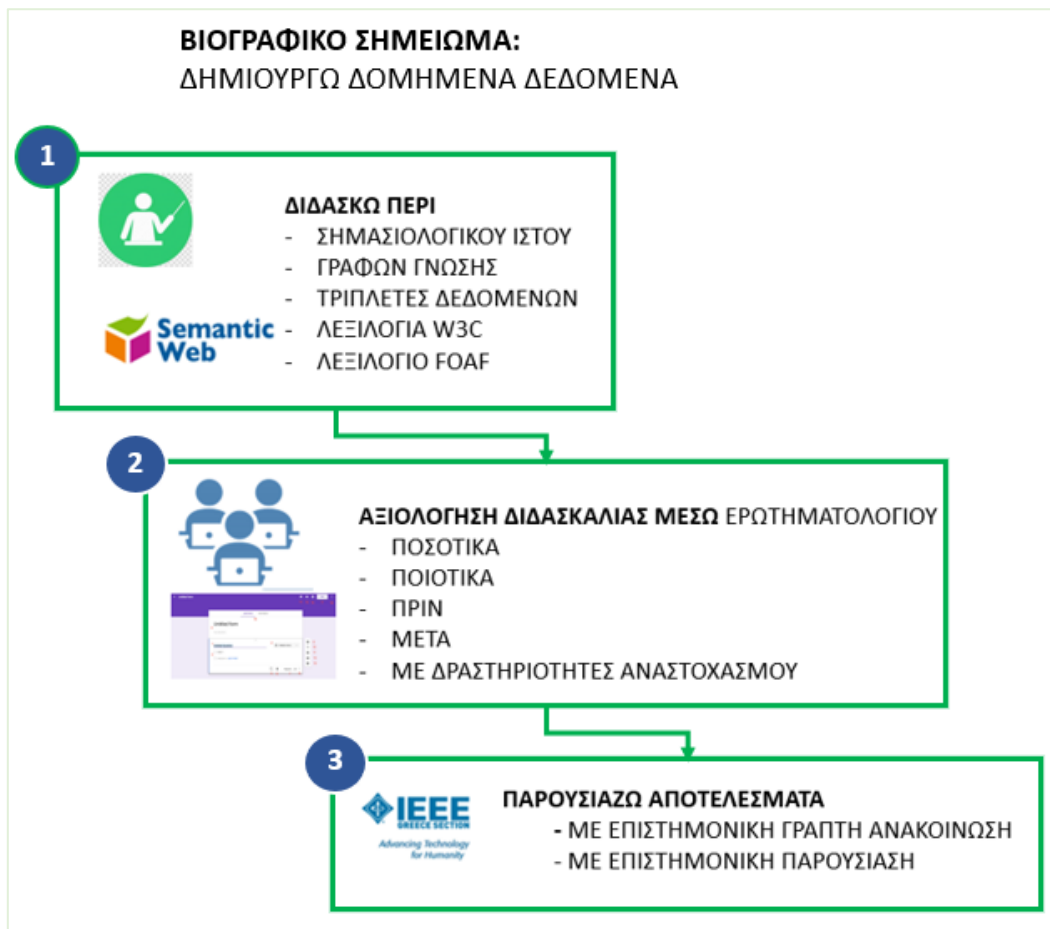 ΒΙΟΓΡΑΦΙΚΟ ΣΗΜΕΙΩΜΑ:
ΔΗΜΙΟΥΡΓΩ ΔΟΜΗΜΕΝΑ ΔΕΔΟΜΕΝΑ
1
ΔΙΔΑΣΚΩ ΠΕΡΙ
- ΣΗΜΑΣΙΟΛΟΓΙΚΟΥ ΙΣΤΟΥ
- ΓΡΑΦΩΝ ΓΝΩΣΗΣ
- ΤΡΙΠΛΕΤΕΣ ΔΕΔΟΜΕΝΩΝ
- ΛΕΞΙΛΟΓΙΑ W3C
- ΛΕΞΙΛΟΓΙΟ FOAF
Semantic
Web
2
ΑΞΙΟΛΟΓΗΣΗ ΔΙΔΑΣΚΑΛΙΑΣ ΜΕΣΩ ΕΡΩΤΗΜΑΤΟΛΟΓΙΟΥ
- ΠΟΣΟΤΙΚΑ
- ΠΟΙΟΤΙΚΑ
- ΠΡΙΝ
- ΜΕΤΑ
- ΜΕ ΔΡΑΣΤΗΡΙΟΤΗΤΕΣ ΑΝΑΣΤΟΧΑΣΜΟΥ
3
IEEE
GREECE SECTION
Advancing Technology
for Humanity
ΠΑΡΟΥΣΙΑΖΩ ΑΠΟΤΕΛΕΣΜΑΤΑ
- ΜΕ ΕΠΙΣΤΗΜΟΝΙΚΗ ΓΡΑΠΤΗ ΑΝΑΚΟΙΝΩΣΗ
- ΜΕ ΕΠΙΣΤΗΜΟΝΙΚΗ ΠΑΡΟΥΣΙΑΣΗ